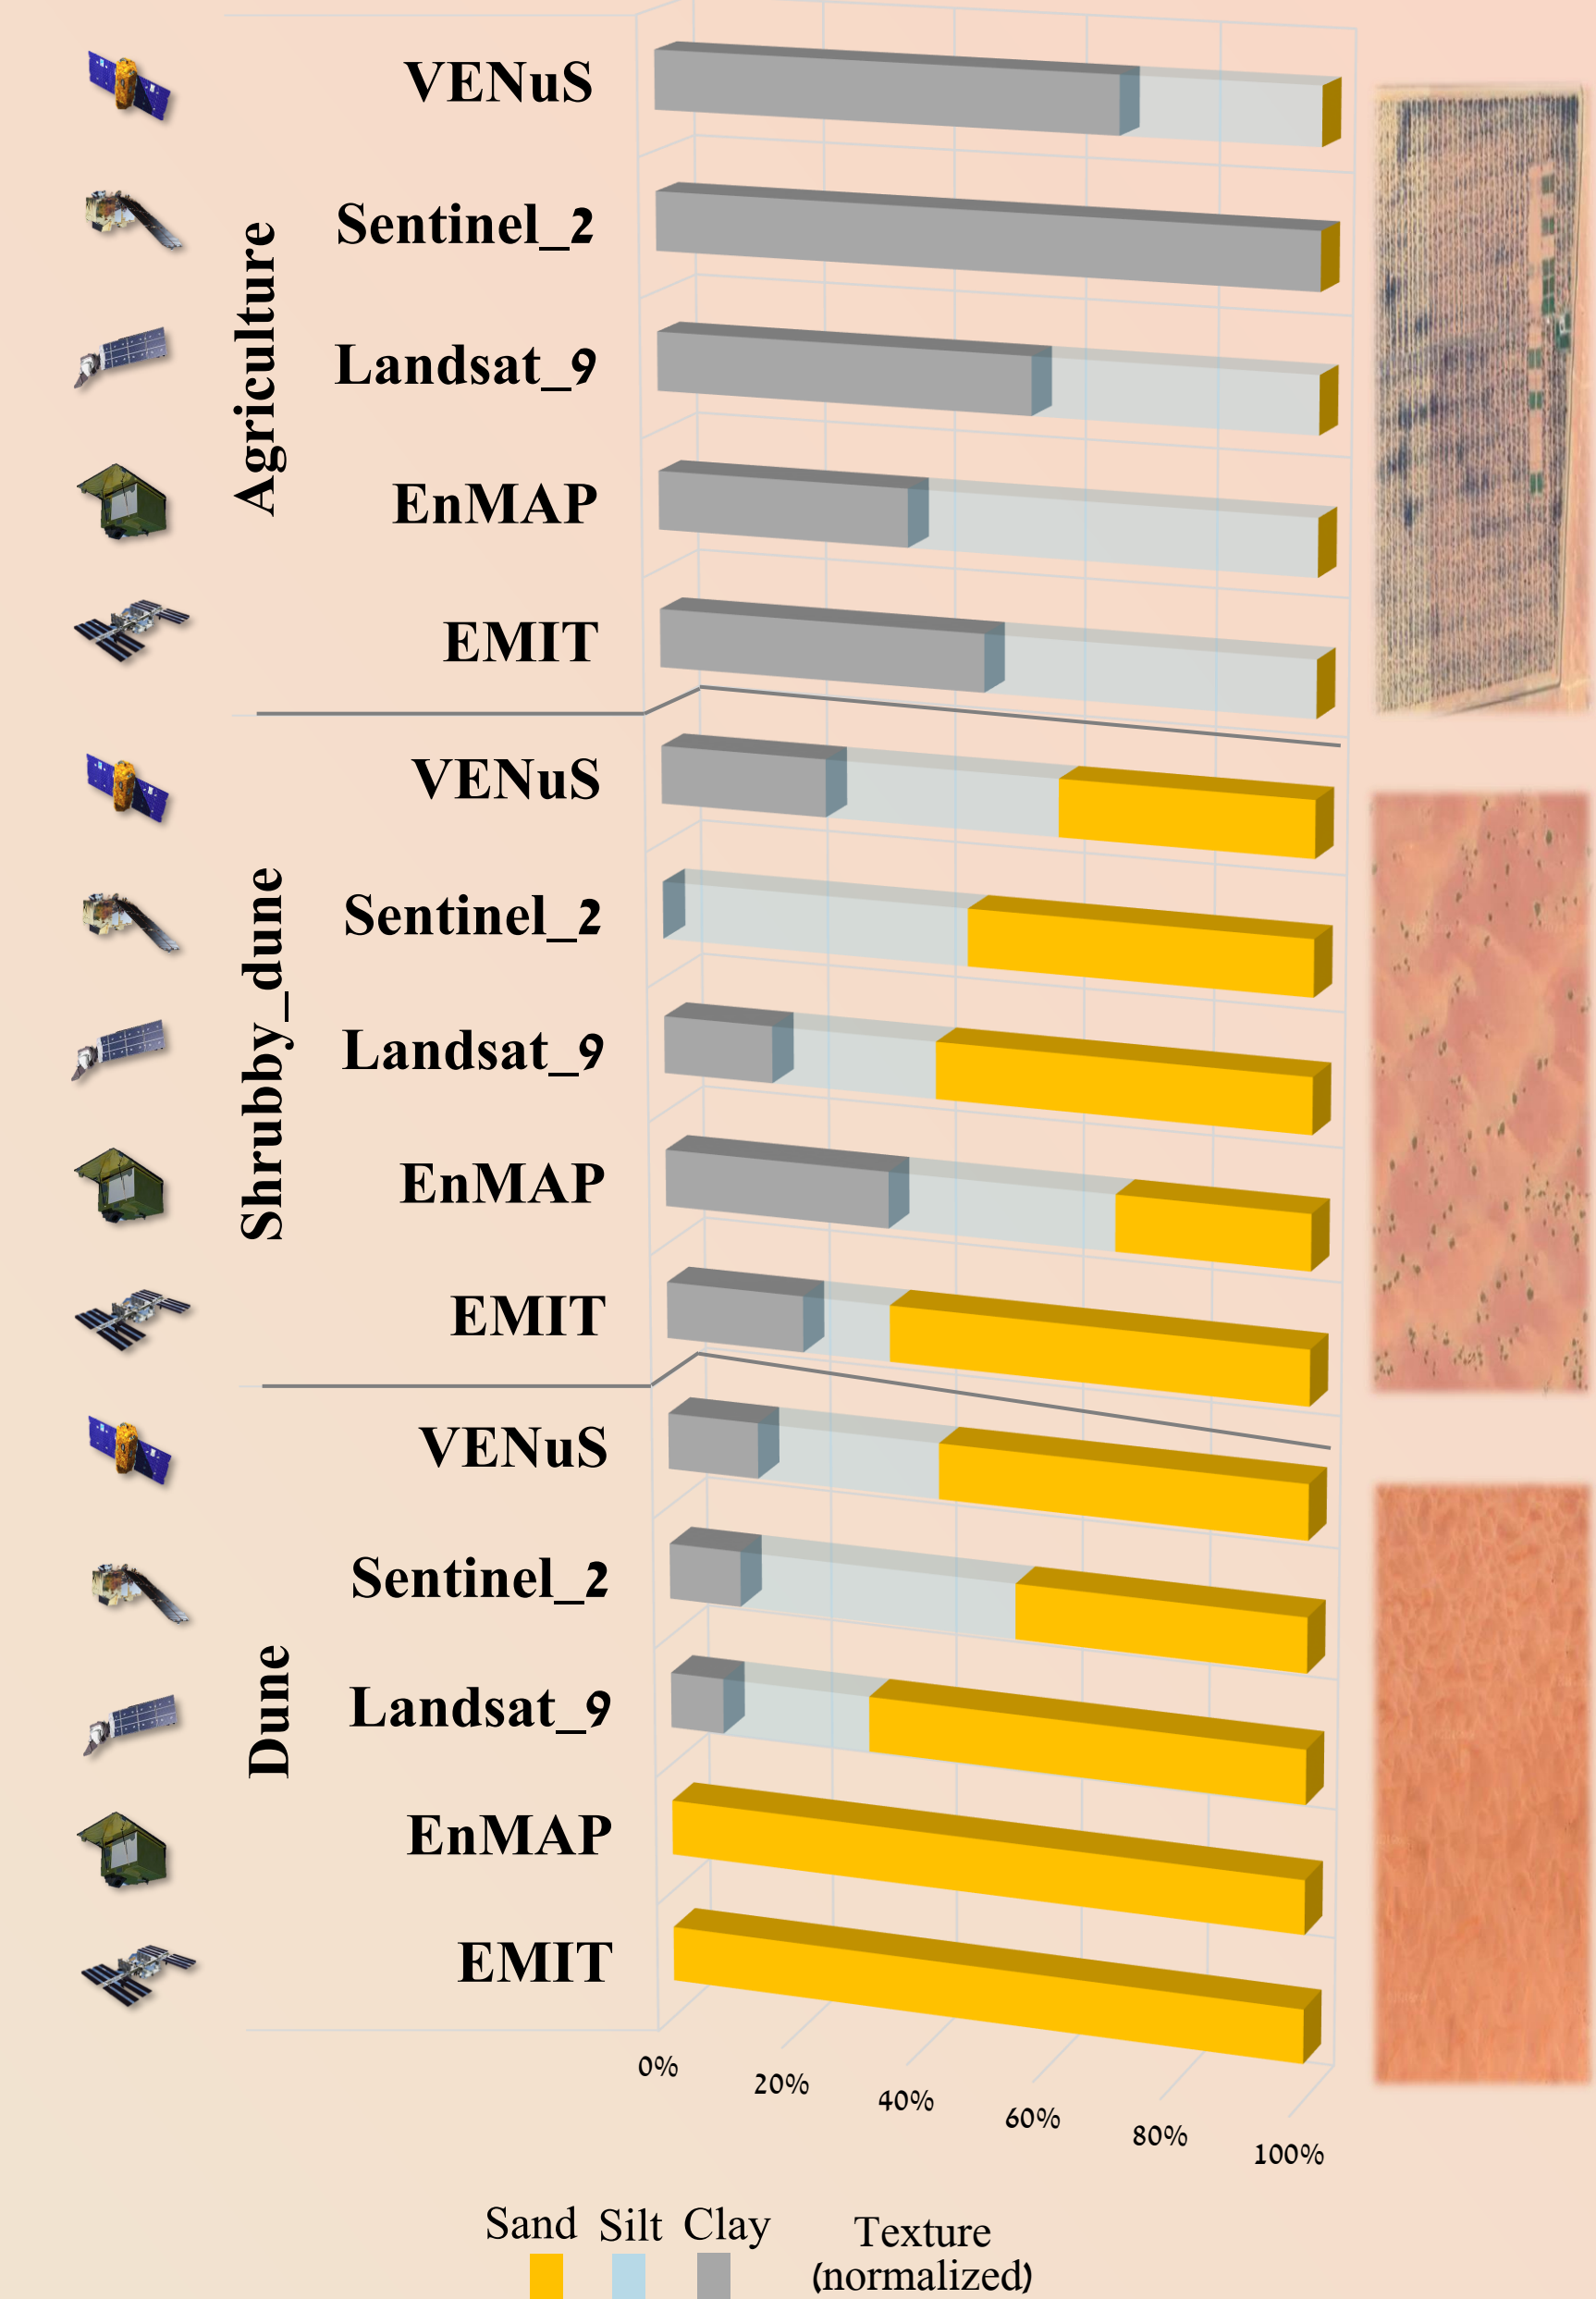 VENuS
Sentinel_2
Landsat_9
EnMAP
EMIT
Agriculture
VENuS
Sentinel_2
Landsat_9
EnMAP
EMIT
Shrubby_dune
VENuS
Sentinel_2
Landsat_9
EnMAP
EMIT
Dune
0%
20%
40%
60%
80%
100%
Sand Silt Clay
Texture
(normalized)